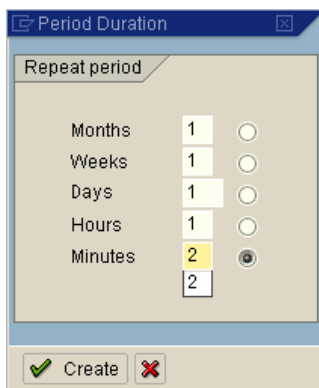 Period Duration
Repeat period
Months 1
Weeks 1
Days 1
Hours 1
Minutes 2
2
Create